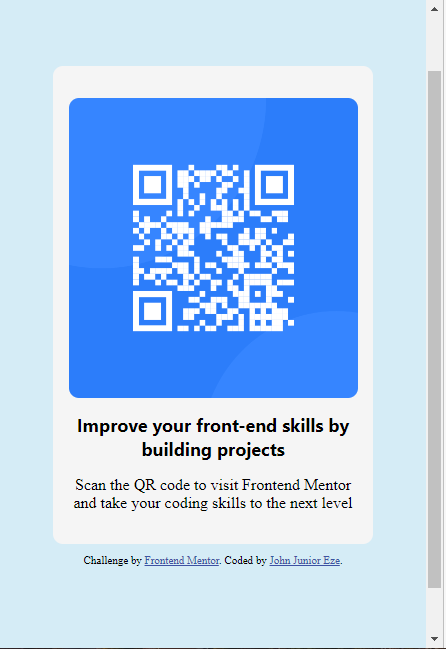 Improve your front-end skills by
building projects
Scan the QR code to visit Frontend Mentor
and take your coding skills to the next level
Challenge by Frontend Mentor. Coded by John Junior Eze.